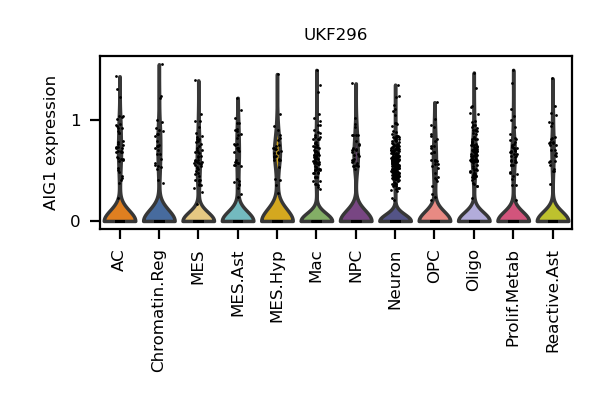 UKF296
AIG1 expression
1
0
AC
Chromatin.Reg
MES
MES.Ast
MES.Hyp
Mac
NPC
Neuron
OPC
Oligo
Prolif.Metab
Reactive.Ast